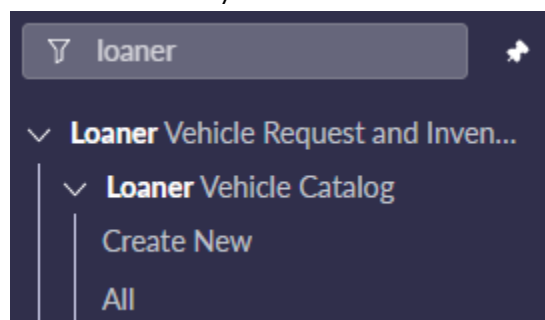 loaner
Loaner Vehicle Request and Inven...
Loaner Vehicle Catalog
Create New
All